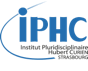 iPHC
Institut Pluridisciplinaire
Hubert CURIEN
STRASBOURG